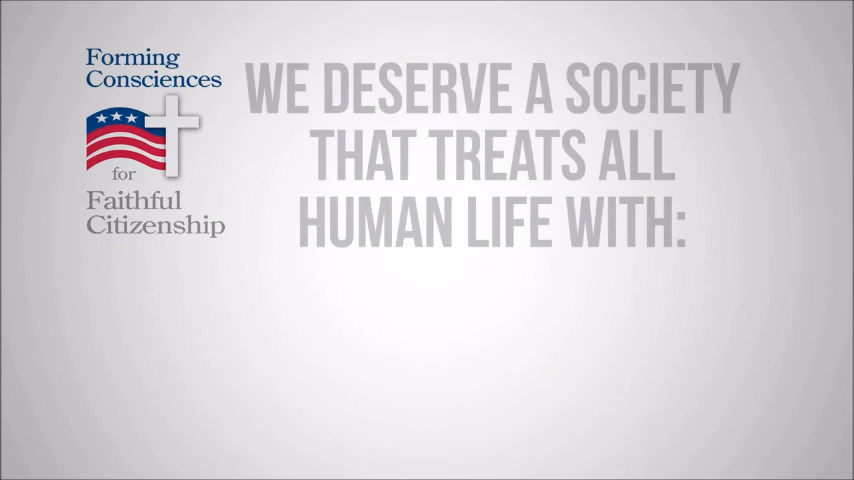 Forming
Consciences
for
Faithful
Citizenship
WE DESERVE A SOCIETY
THAT TREATS ALL
HUMAN LIFE WITH: